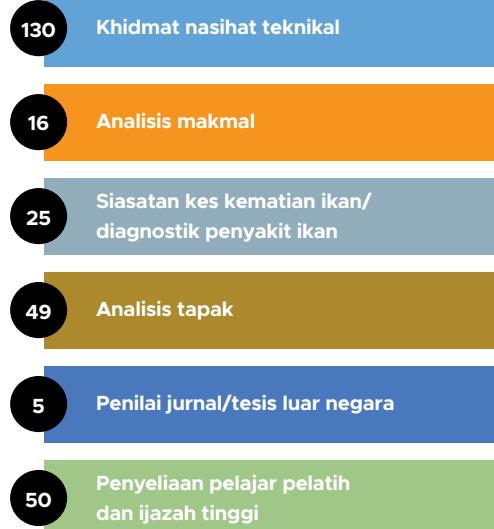 130 Khidmat nasihat teknikal
16 Analisis makmal
25 Siasatan kes kematian ikan/
diagnostik penyakit ikan
49 Analisis tapak
5 Penilai jurnal/tesis luar negara
50 Penyeliaan pelajar pelatih
dan ijazah tinggi